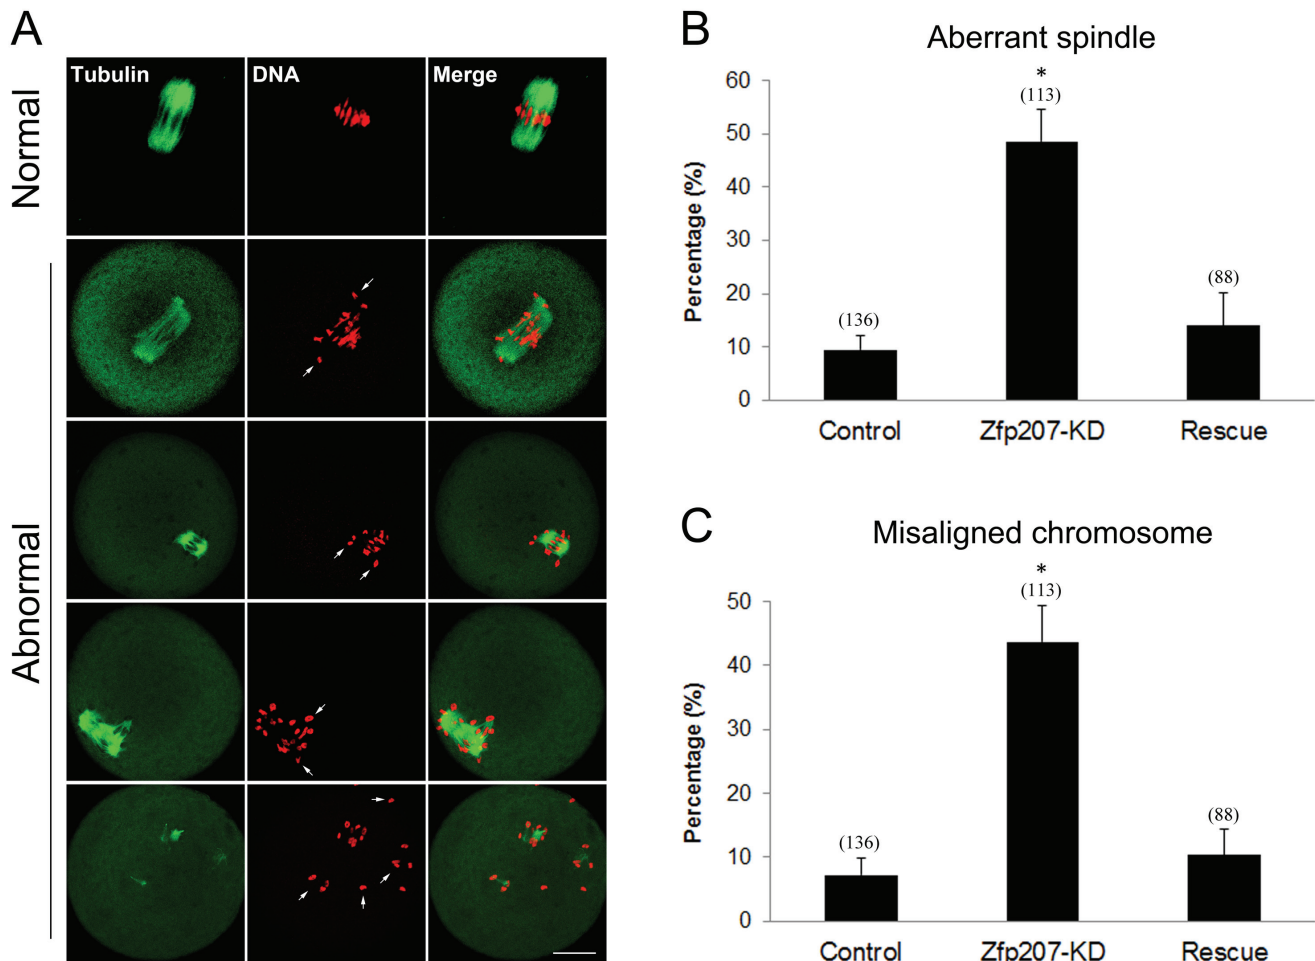 A
Normal
Abnormal
Tubulin DNA Merge
B
Aberrant spindle
Percentage (%)
60
50
40
30
20
10
0
(136)
*
(113)
(88)
Control Zfp207-KD Rescue
C
Misaligned chromosome
Percentage (%)
50
40
30
20
10
0
(136)
*
(113)
(88)
Control Zfp207-KD Rescue